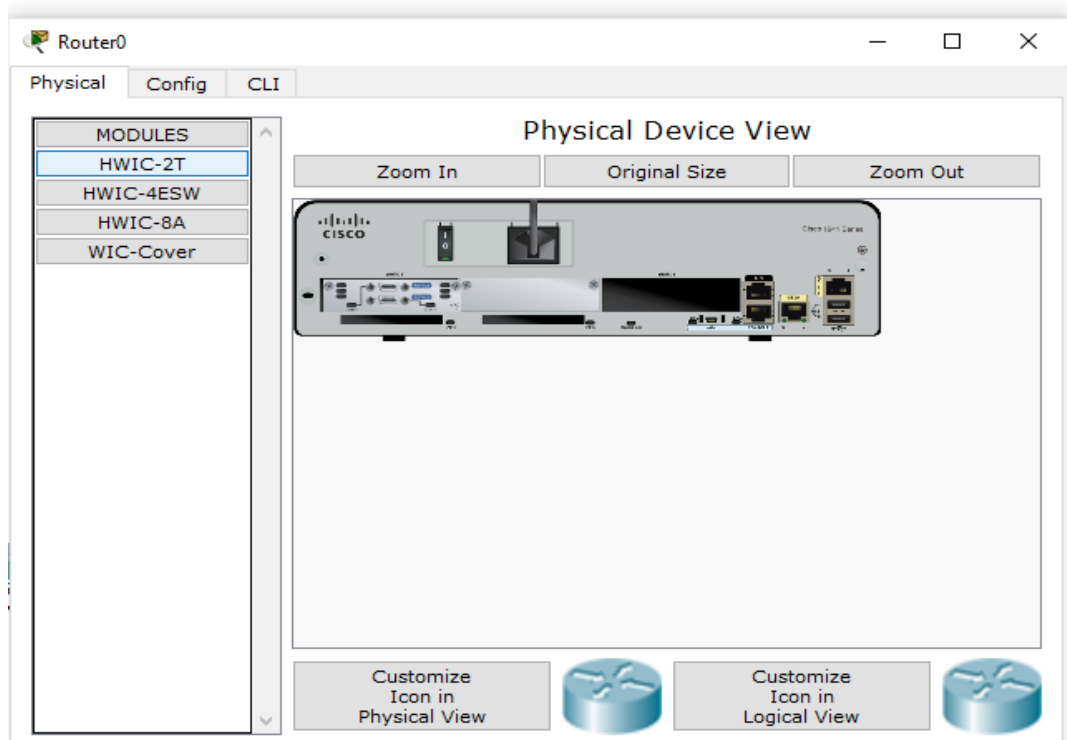 Router0
Physical
Config
CLI
MODULES
HWIC-2T
HWIC-4ESW
HWIC-8A
WIC-Cover
Physical Device View
Zoom In
Original Size
Zoom Out
CISCO
Customize
Icon in
Physical View
Customize
Icon in
Logical View